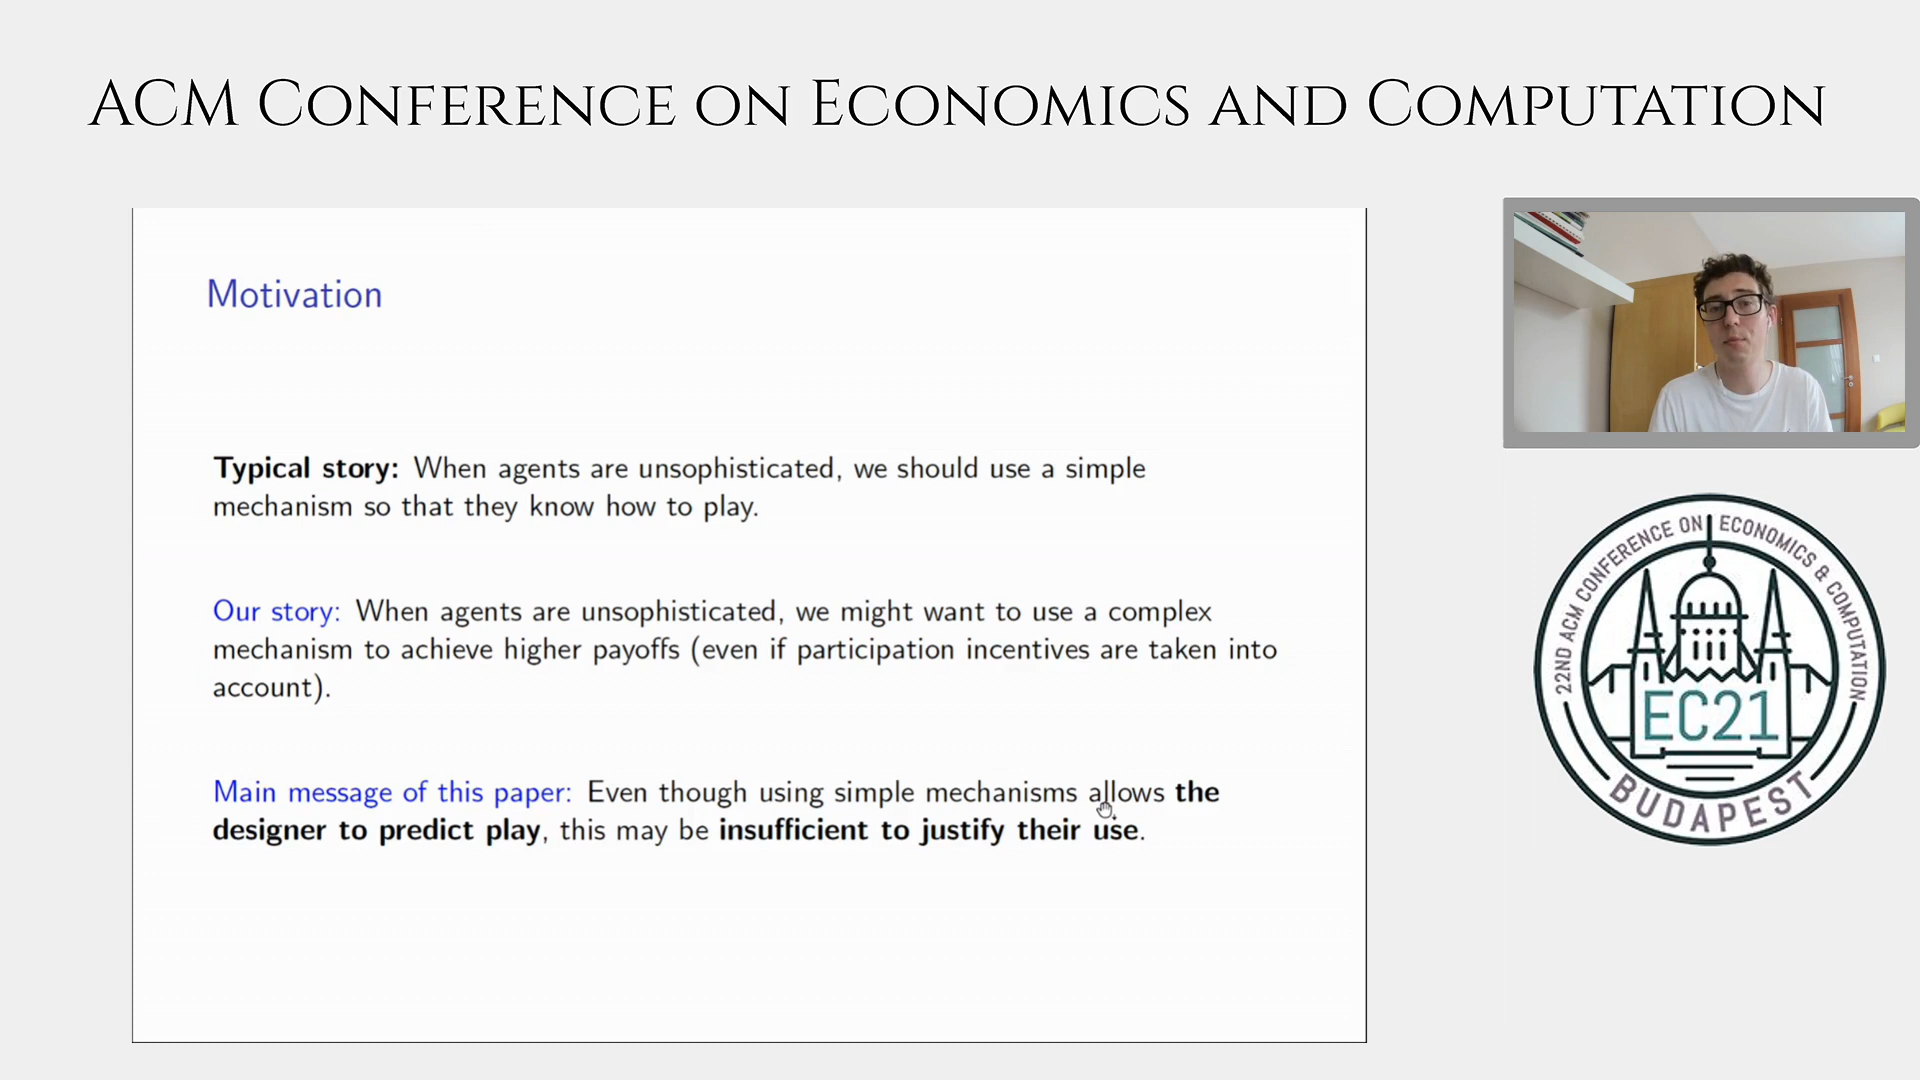 ACM CONFERENCE ON ECONOMICS AND COMPUTATION
Motivation
Typical story: When agents are unsophisticated, we should use a simple
mechanism so that they know how to play.
Our story: When agents are unsophisticated, we might want to use a complex
mechanism to achieve higher payoffs (even if participation incentives are taken into
account).
Main message of this paper: Even though using simple mechanisms allows the
designer to predict play, this may be insufficient to justify their use.
22ND ACM CONFERENCE ON ECONOMICS & COMPUTATION
EC21
BUDAPEST